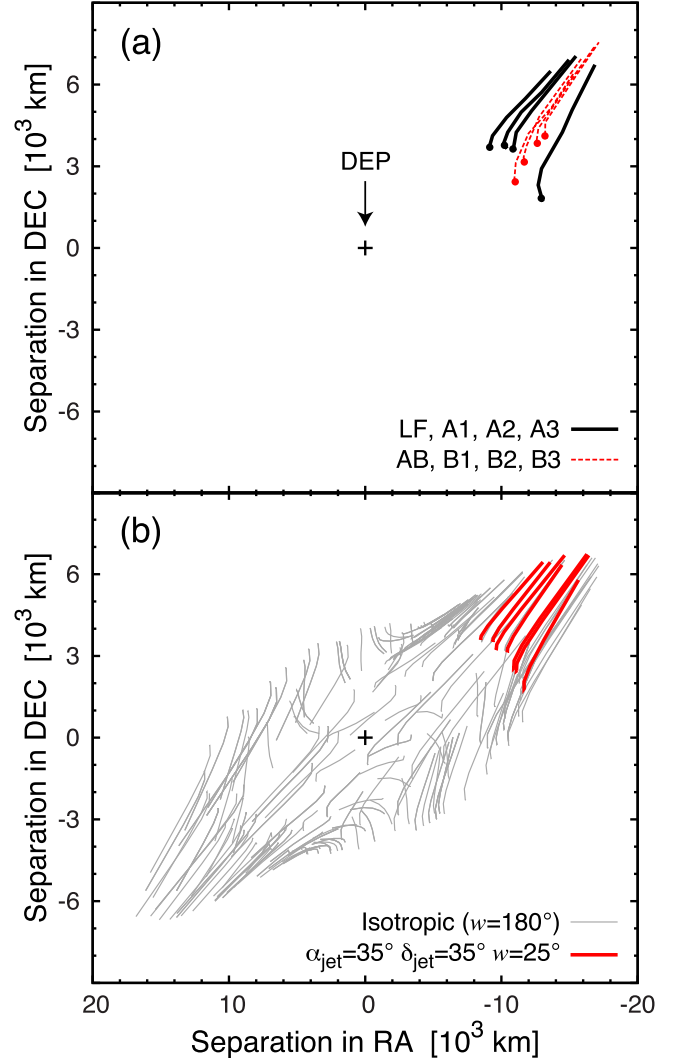 (a)
6
3
0
-3
-6
Separation in DEC [10³ km]
DEP
LF, A1, A2, A3
AB, B1, B2, B3
(b)
6
3
0
-3
-6
Separation in DEC [10³ km]
Isotropic (w=180°)
αjet=35° δjet=35° w=25°
20 10 0 -10 -20
Separation in RA [10³ km]